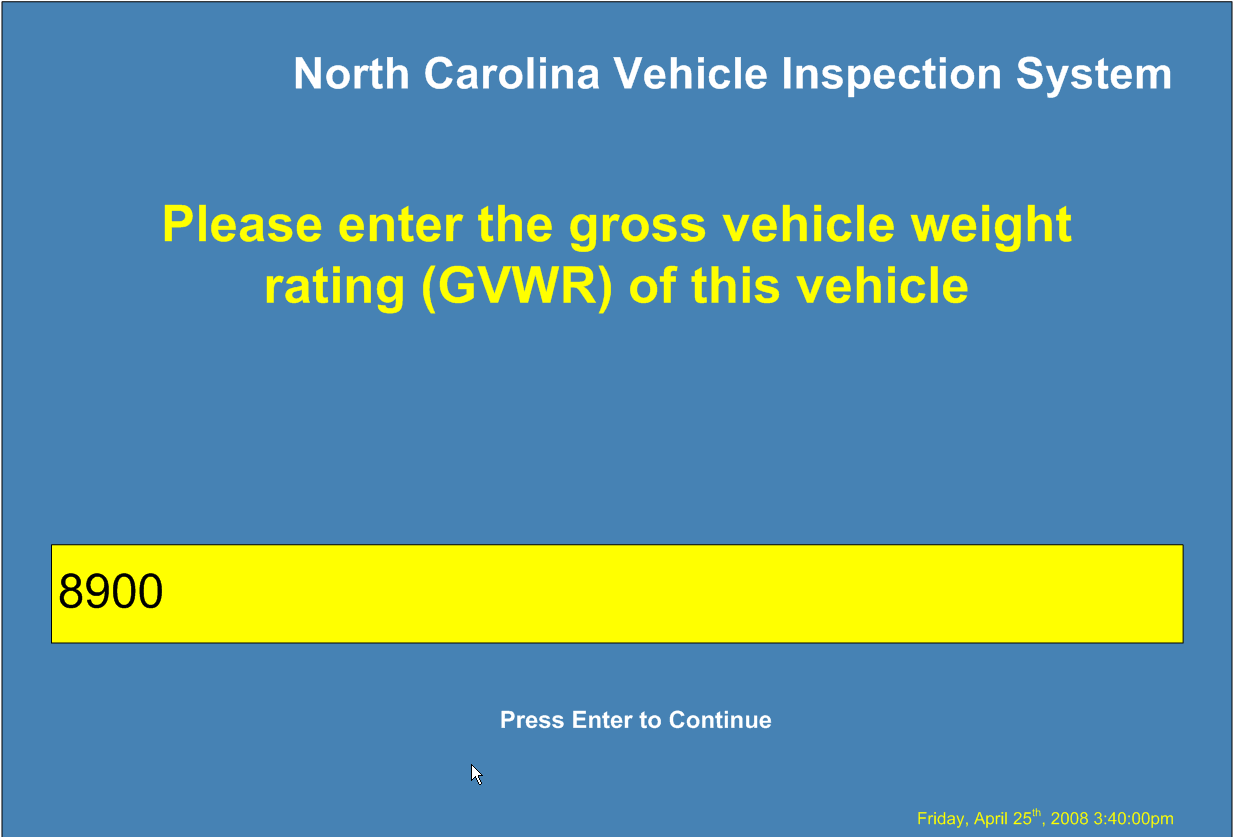 North Carolina Vehicle Inspection System
Please enter the gross vehicle weight
rating (GVWR) of this vehicle
8900
Press Enter to Continue
Friday, April 25th, 2008 3:40:00pm